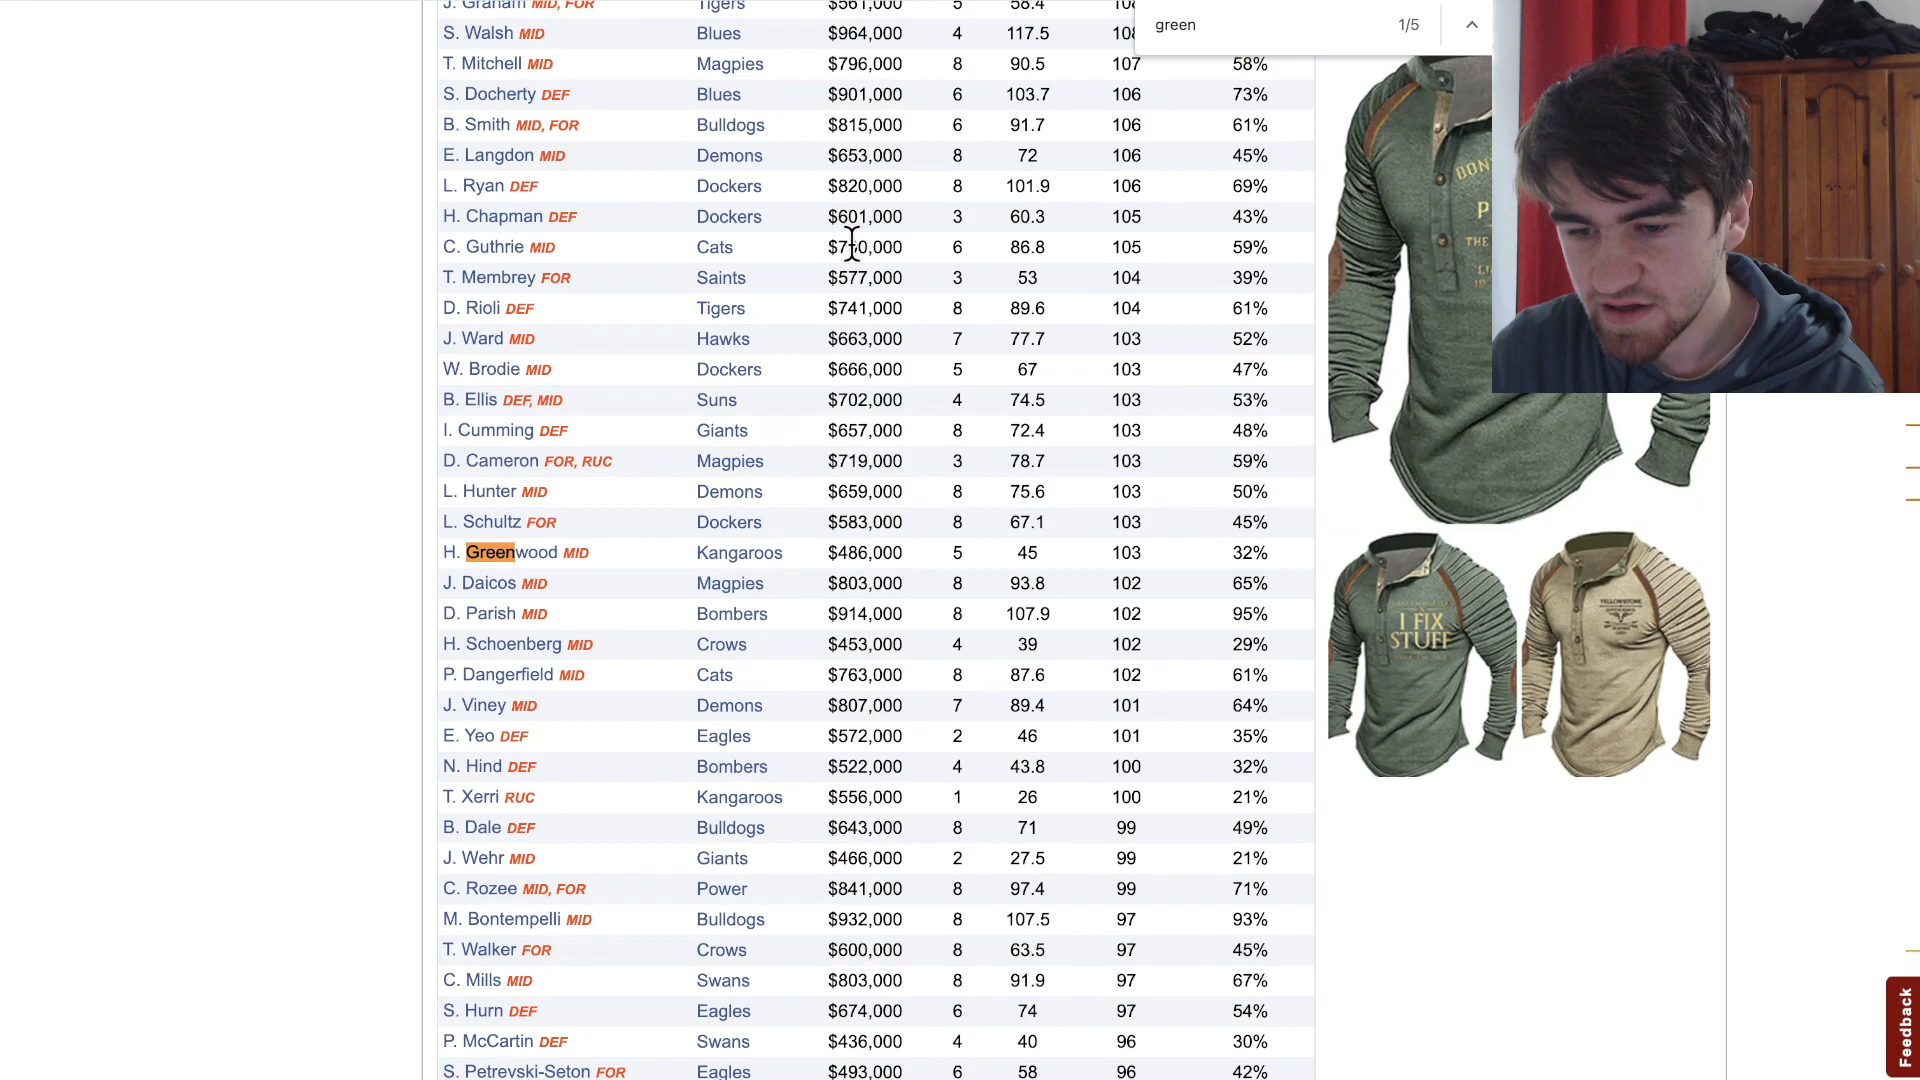 J. Graham MID, FOR Tigers $561,000 5 58.4
green 1/5
S. Walsh MID Blues $964,000 4 117.5
T. Mitchell MID Magpies $796,000 8 90.5 107 58%
S. Docherty DEF Blues $901,000 6 103.7 106 73%
B. Smith MID, FOR Bulldogs $815,000 6 91.7 106 61%
E. Langdon MID Demons $653,000 8 72 106 45%
L. Ryan DEF Dockers $820,000 8 101.9 106 69%
H. Chapman DEF Dockers $601,000 3 60.3 105 43%
C. Guthrie MID Cats 6 86.8 105 59%
T. Membrey FOR Saints $577,000 3 53 104 39%
D. Rioli DEF Tigers $741,000 8 89.6 104 61%
J. Ward MID Hawks $663,000 7 77.7 103 52%
W. Brodie MID Dockers $666,000 5 67 103 47%
B. Ellis DEF, MID Suns $702,000 4 74.5 103 53%
I. Cumming DEF Giants $657,000 8 72.4 103 48%
D. Cameron FOR, RUC Magpies $719,000 3 78.7 103 59%
L. Hunter MID Demons $659,000 8 75.6 103 50%
L. Schultz FOR Dockers $583,000 8 67.1 103 45%
H. Greenwood MID Kangaroos $486,000 5 45 103 32%
J. Daicos MID Magpies $803,000 8 93.8 102 65%
D. Parish MID Bombers $914,000 8 107.9 102 95%
H. Schoenberg MID Crows $453,000 4 39 102 29%
P. Dangerfield MID Cats $763,000 8 87.6 102 61%
J. Viney MID Demons $807,000 7 89.4 101 64%
E. Yeo DEF Eagles $572,000 2 46 101 35%
N. Hind DEF Bombers $522,000 4 43.8 100 32%
T. Xerri RUC Kangaroos $556,000 1 26 100 21%
B. Dale DEF Bulldogs $643,000 8 71 99 49%
J. Wehr MID Giants $466,000 2 27.5 99 21%
C. Rozee MID, FOR Power $841,000 8 97.4 99 71%
M. Bontempelli MID Bulldogs $932,000 8 107.5 97 93%
T. Walker FOR Crows $600,000 8 63.5 97 45%
C. Mills MID Swans $803,000 8 91.9 97 67%
S. Hurn DEF Eagles $674,000 6 74 97 54%
P. McCartin DEF Swans $436,000 4 40 96 30%
S. Petrevski-Seton FOR Eagles $493,000 6 58 96 42%
I FIX
STUFF
YELLOWSTONE
Feedback